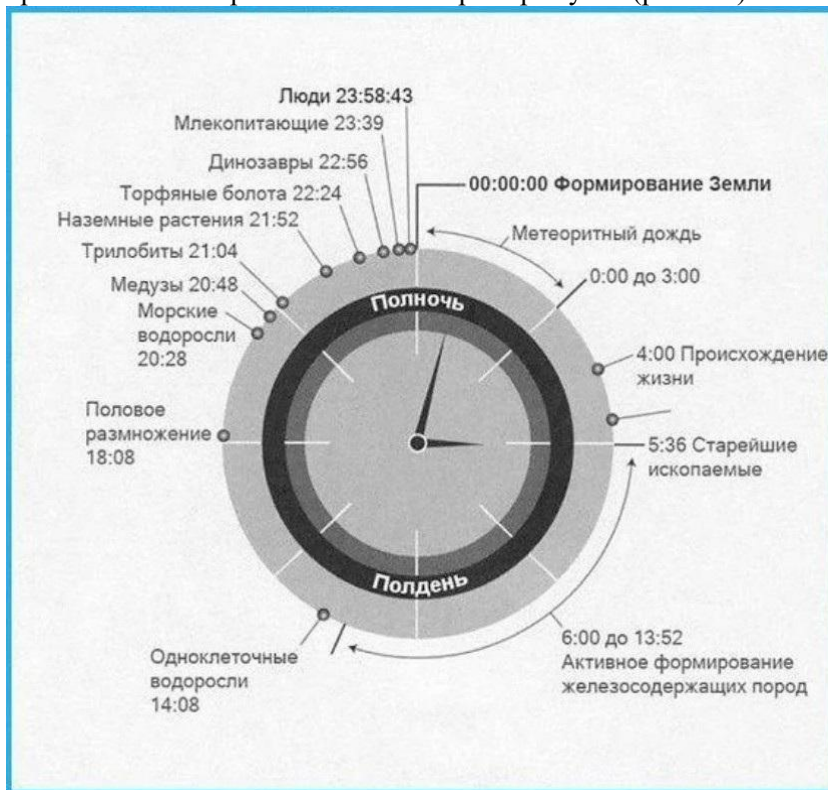 Люди 23:58:43
Млекопитающие 23:39
Динозавры 22:56
Торфяные болота 22:24
Наземные растения 21:52
Трилобиты 21:04
Медузы 20:48
Морские
водоросли
20:28
Половое
размножение
18:08
Одноклеточные
водоросли
14:08
00:00:00 Формирование Земли
Метеоритный дождь
0:00 до 3:00
4:00 Происхождение
жизни
5:36 Старейшие
ископаемые
6:00 до 13:52
Активное формирование
железосодержащих пород
Полночь
Полдень